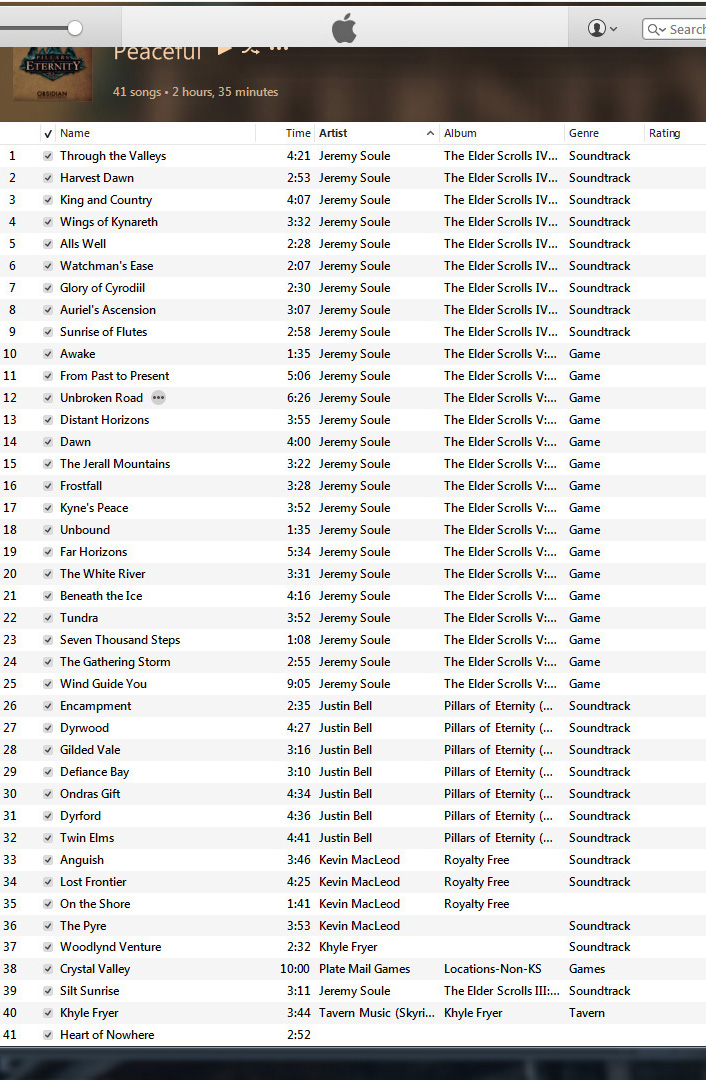 Search
Peaceful
PILLARS
ETERNITY
OBSIDIAN
41 songs • 2 hours, 35 minutes
Name Time Artist Album Genre Rating
1 Through the Valleys 4:21 Jeremy Soule The Elder Scrolls IV... Soundtrack
2 Harvest Dawn 2:53 Jeremy Soule The Elder Scrolls IV... Soundtrack
3 King and Country 4:07 Jeremy Soule The Elder Scrolls IV... Soundtrack
4 Wings of Kynareth 3:32 Jeremy Soule The Elder Scrolls IV... Soundtrack
5 Alls Well 2:28 Jeremy Soule The Elder Scrolls IV... Soundtrack
6 Watchman's Ease 2:07 Jeremy Soule The Elder Scrolls IV... Soundtrack
7 Glory of Cyrodiil 2:30 Jeremy Soule The Elder Scrolls IV... Soundtrack
8 Auriel's Ascension 3:07 Jeremy Soule The Elder Scrolls IV... Soundtrack
9 Sunrise of Flutes 2:58 Jeremy Soule The Elder Scrolls IV... Soundtrack
10 Awake 1:35 Jeremy Soule The Elder Scrolls V:... Game
11 From Past to Present 5:06 Jeremy Soule The Elder Scrolls V:... Game
12 Unbroken Road 6:26 Jeremy Soule The Elder Scrolls V:... Game
13 Distant Horizons 3:55 Jeremy Soule The Elder Scrolls V:... Game
14 Dawn 4:00 Jeremy Soule The Elder Scrolls V:... Game
15 The Jerall Mountains 3:22 Jeremy Soule The Elder Scrolls V:... Game
16 Frostfall 3:28 Jeremy Soule The Elder Scrolls V:... Game
17 Kyne's Peace 3:52 Jeremy Soule The Elder Scrolls V:... Game
18 Unbound 1:35 Jeremy Soule The Elder Scrolls V:... Game
19 Far Horizons 5:34 Jeremy Soule The Elder Scrolls V:... Game
20 The White River 3:31 Jeremy Soule The Elder Scrolls V:... Game
21 Beneath the Ice 4:16 Jeremy Soule The Elder Scrolls V:... Game
22 Tundra 3:52 Jeremy Soule The Elder Scrolls V:... Game
23 Seven Thousand Steps 1:08 Jeremy Soule The Elder Scrolls V:... Game
24 The Gathering Storm 2:55 Jeremy Soule The Elder Scrolls V:... Game
25 Wind Guide You 9:05 Jeremy Soule The Elder Scrolls V:... Game
26 Encampment 2:35 Justin Bell Pillars of Eternity (... Soundtrack
27 Dyrwood 4:27 Justin Bell Pillars of Eternity (... Soundtrack
28 Gilded Vale 3:16 Justin Bell Pillars of Eternity (... Soundtrack
29 Defiance Bay 3:10 Justin Bell Pillars of Eternity (... Soundtrack
30 Ondras Gift 4:34 Justin Bell Pillars of Eternity (... Soundtrack
31 Dyrford 4:36 Justin Bell Pillars of Eternity (... Soundtrack
32 Twin Elms 4:41 Justin Bell Pillars of Eternity (... Soundtrack
33 Anguish 3:46 Kevin MacLeod Royalty Free Soundtrack
34 Lost Frontier 4:25 Kevin MacLeod Royalty Free Soundtrack
35 On the Shore 1:41 Kevin MacLeod Royalty Free
36 The Pyre 3:53 Kevin MacLeod Soundtrack
37 Woodlynd Venture 2:32 Khyle Fryer Soundtrack
38 Crystal Valley 10:00 Plate Mail Games Locations-Non-KS Games
39 Silt Sunrise 3:11 Jeremy Soule The Elder Scrolls III:... Soundtrack
40 Khyle Fryer 3:44 Tavern Music (Skyri... Khyle Fryer Tavern
41 Heart of Nowhere 2:52